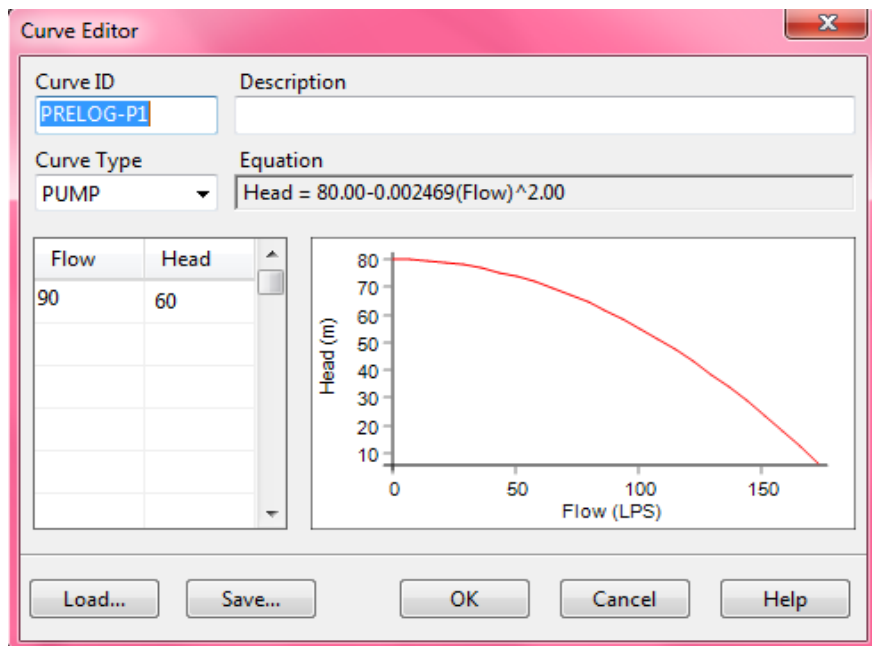 Curve Editor
Curve ID Description
PRELOG-P1
Curve Type Equation
PUMP Head = 80.00-0.002469(Flow)^2.00
Flow Head
90 60
80
70
60
50
40
30
20
10
Head (m)
0 50 100 150
Flow (LPS)
Load... Save... OK Cancel Help